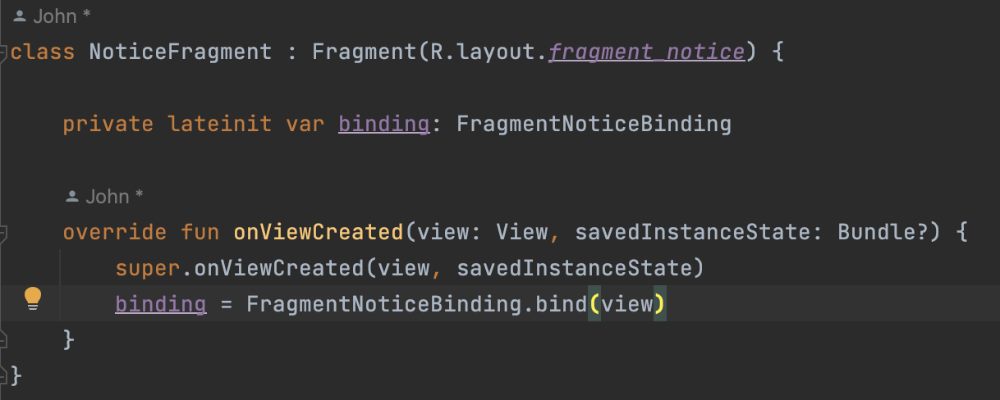 John *
class NoticeFragment : Fragment(R.layout.fragment_notice) {
private lateinit var binding: FragmentNoticeBinding
John *
override fun onViewCreated(view: View, savedInstanceState: Bundle?) {
super.onViewCreated(view, savedInstanceState)
binding = FragmentNoticeBinding.bind(view)
}
}